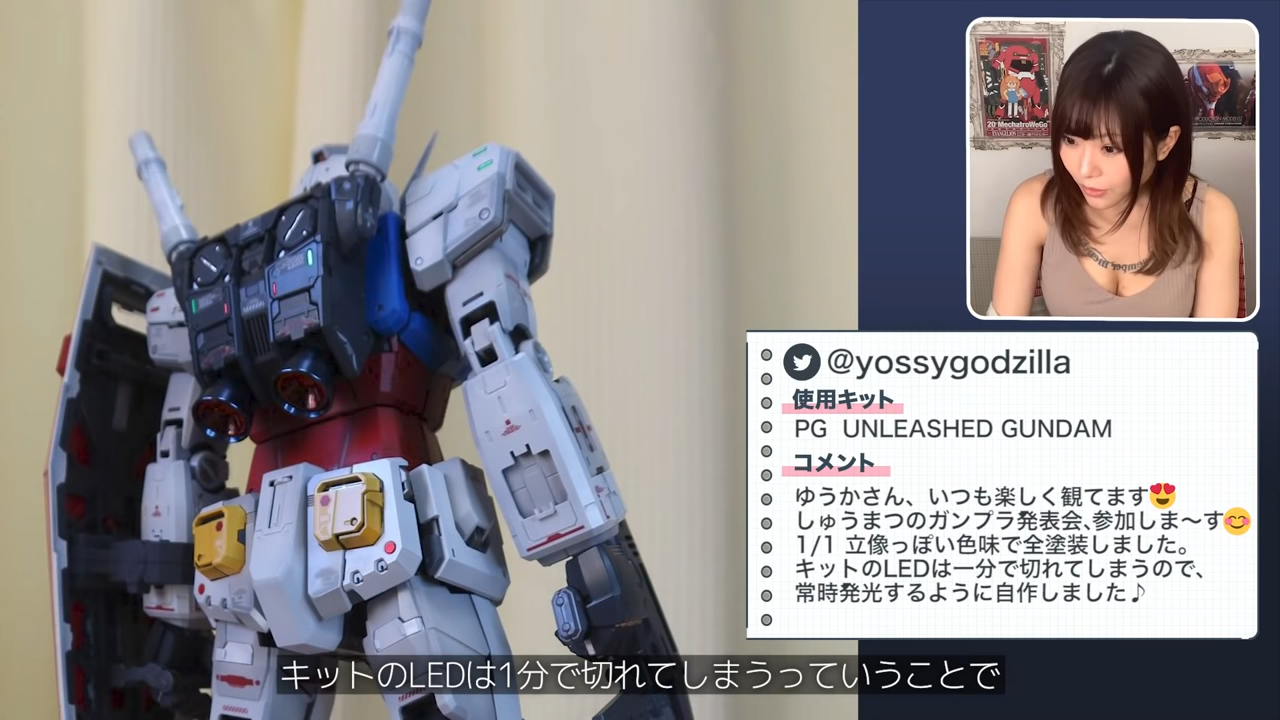 20 MechatroWeGo
EVANGELION
@yossygodzilla
使用キット
PG UNLEASHED GUNDAM
コメント
ゆうかさん、いつも楽しく観てます😍
しゅうまつのガンプラ発表会、参加しま〜す😊
1/1 立像っぽい色味で全塗装しました。
キットのLEDは一分で切れてしまうので、
常時発光するように自作しました♪
キットのLEDは1分で切れてしまうっていうことで